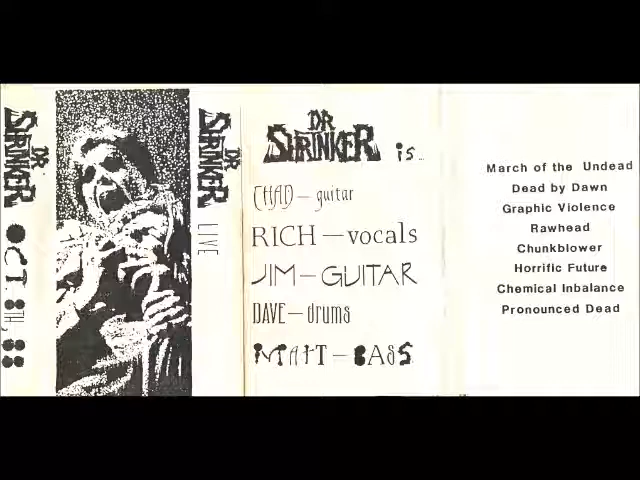 DR
SHRINKER
OCT. 8TH, 88
DR
SHRINKER
LIVE
DR
SHRINKER is...
CHAD — guitar
RICH — vocals
JIM — GUITAR
DAVE — drums
MATT — BASS
March of the Undead
Dead by Dawn
Graphic Violence
Rawhead
Chunkblower
Horrific Future
Chemical Inbalance
Pronounced Dead